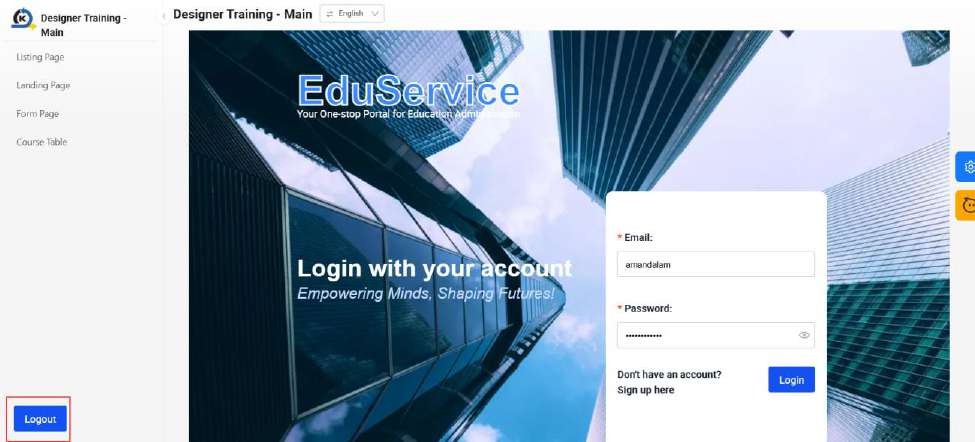 Designer Training -
Main
Listing Page
Landing Page
Form Page
Course Table
Logout
Designer Training - Main
English
EduService
Your One-stop Portal for Education Administration
Login with your account
Empowering Minds, Shaping Futures!
* Email:
amandalam
* Password:
••••••••••••
Don't have an account?
Sign up here
Login